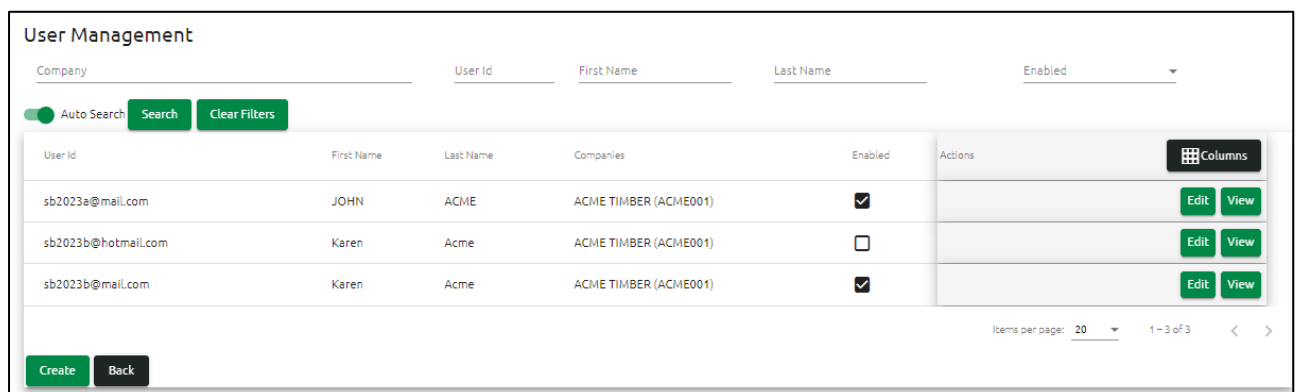 User Management
Company User Id First Name Last Name Enabled
Auto Search Search Clear Filters
User Id First Name Last Name Companies Enabled Actions Columns
sb2023a@mail.com JOHN ACME ACME TIMBER (ACME001) Edit View
sb2023b@hotmail.com Karen Acme ACME TIMBER (ACME001) Edit View
sb2023b@mail.com Karen Acme ACME TIMBER (ACME001) Edit View
Items per page: 20 1 – 3 of 3
Create Back